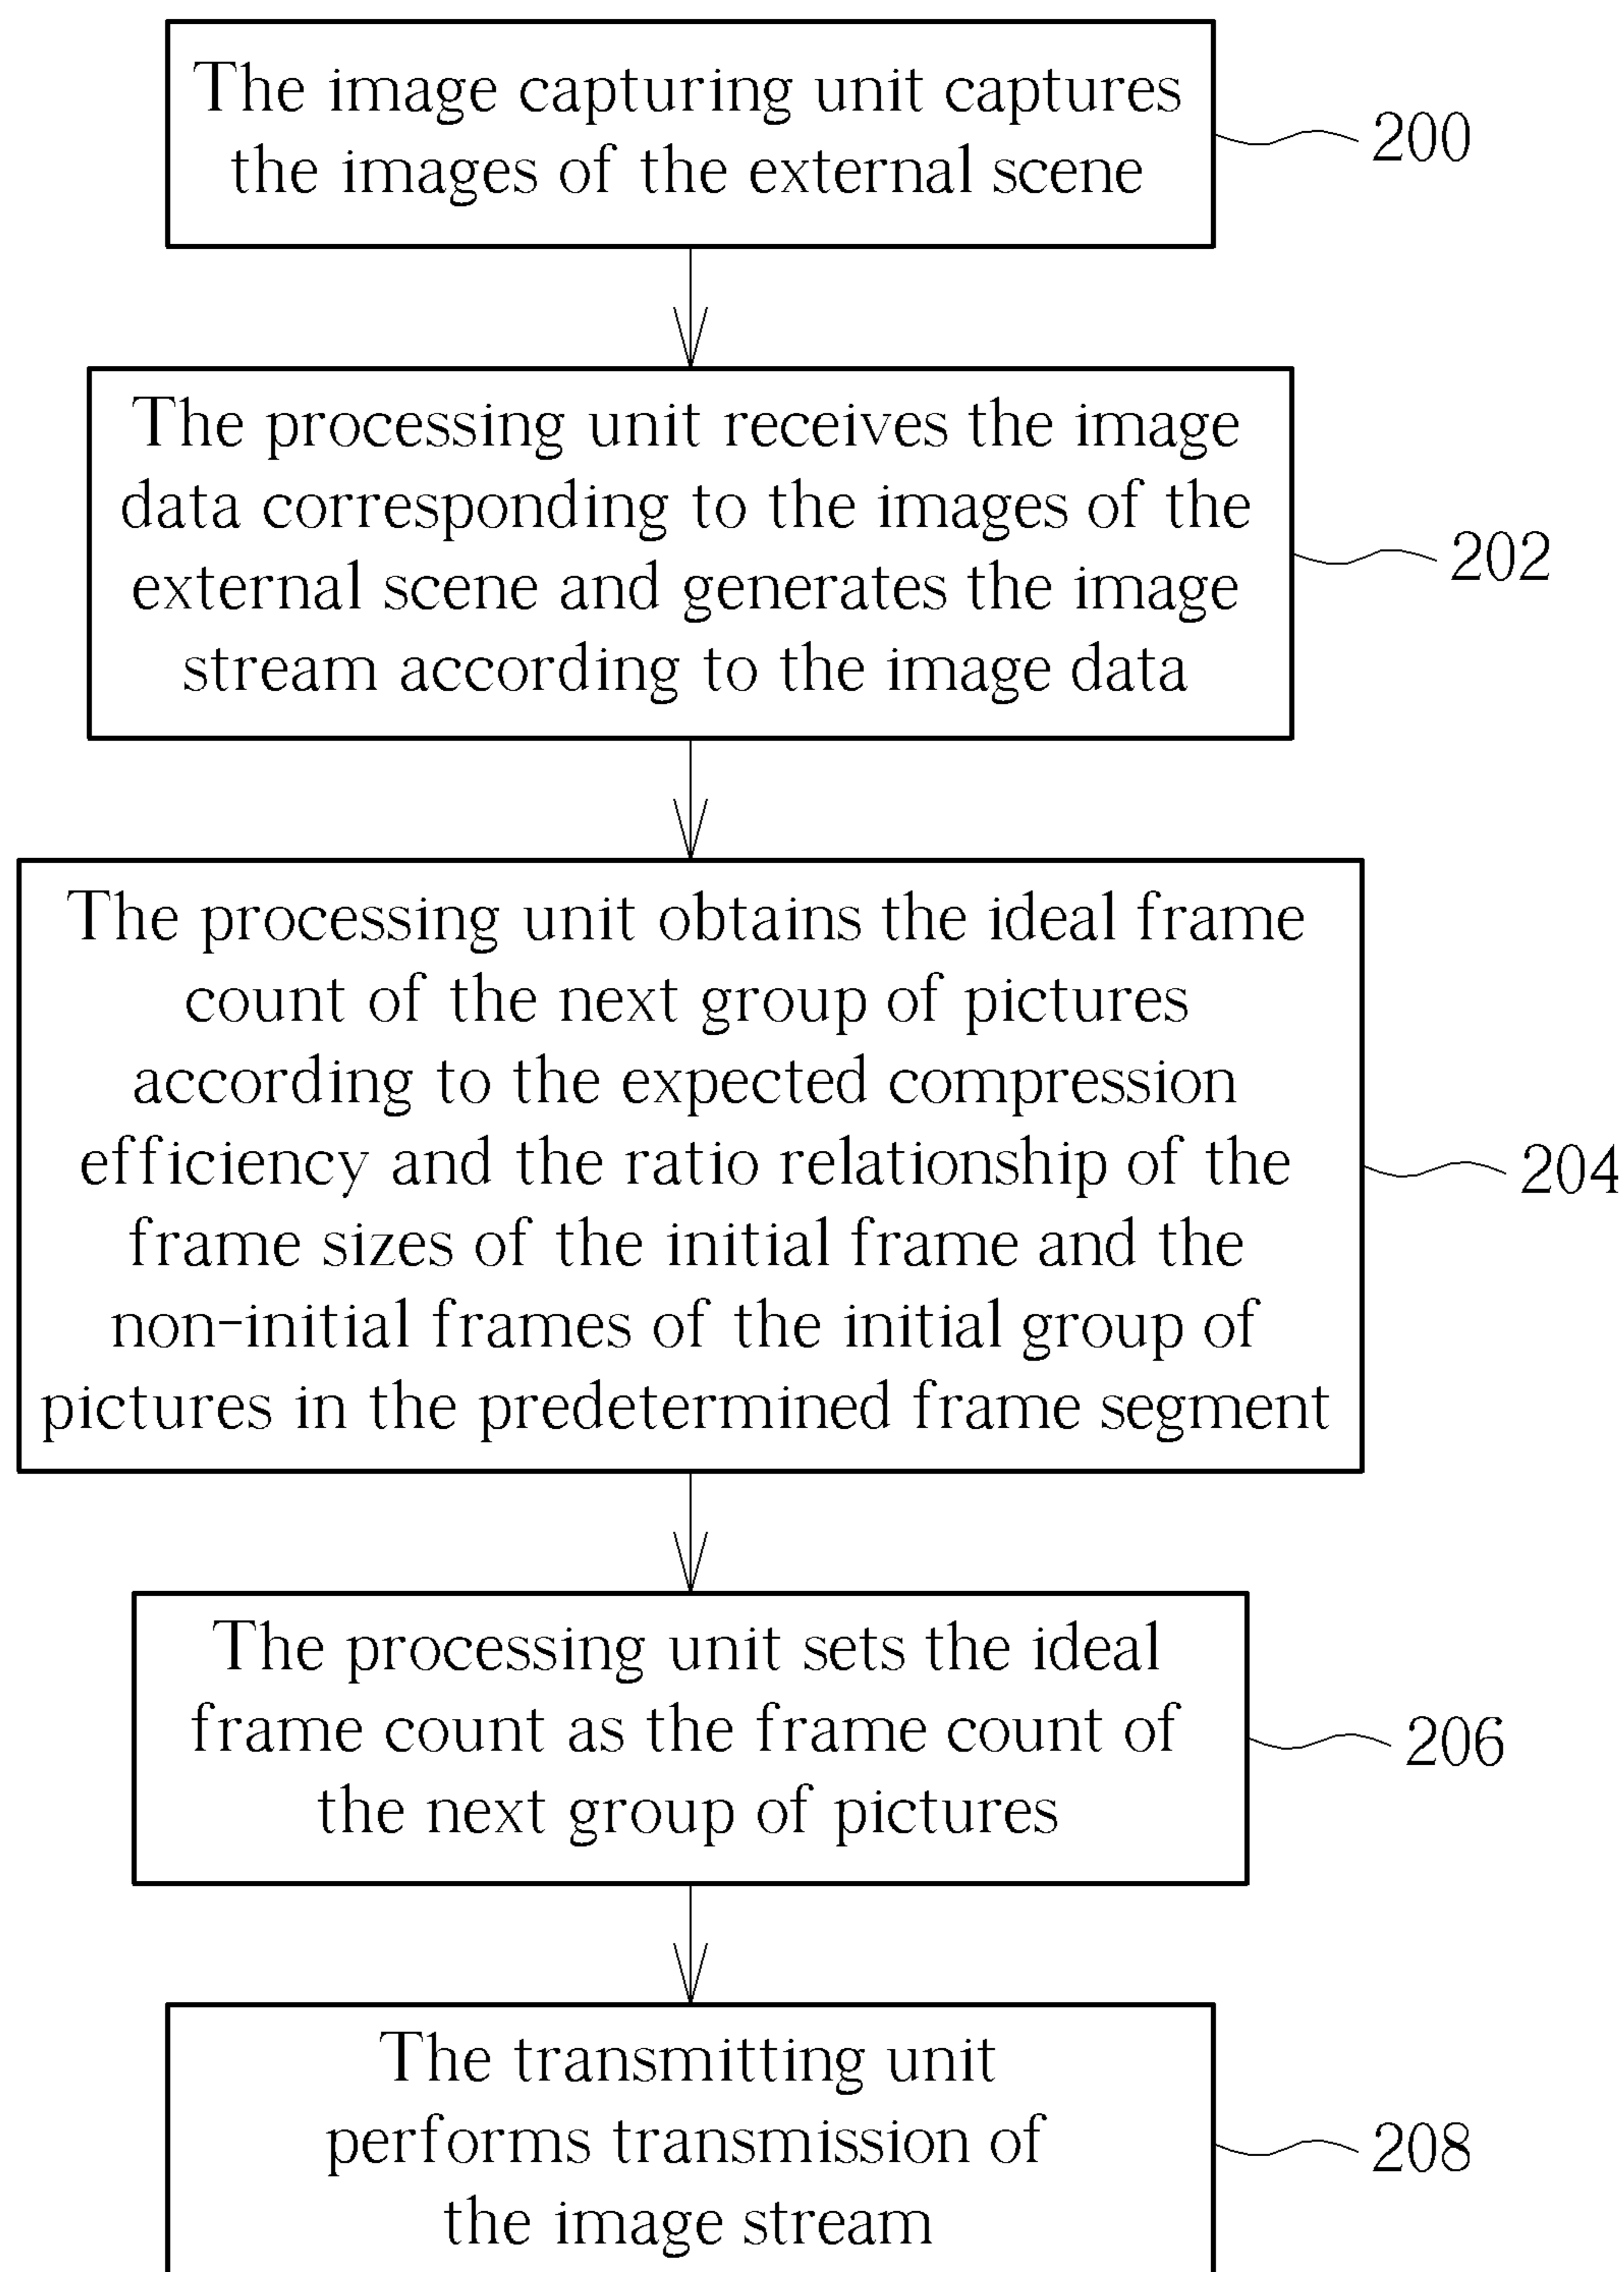 The image capturing unit captures
the images of the external scene
200
The processing unit receives the image
data corresponding to the images of the
external scene and generates the image
stream according to the image data
202
The processing unit obtains the ideal frame
count of the next group of pictures
according to the expected compression
efficiency and the ratio relationship of the
frame sizes of the initial frame and the
non-initial frames of the initial group of
pictures in the predetermined frame segment
204
The processing unit sets the ideal
frame count as the frame count of
the next group of pictures
206
The transmitting unit
performs transmission of
the image stream
208